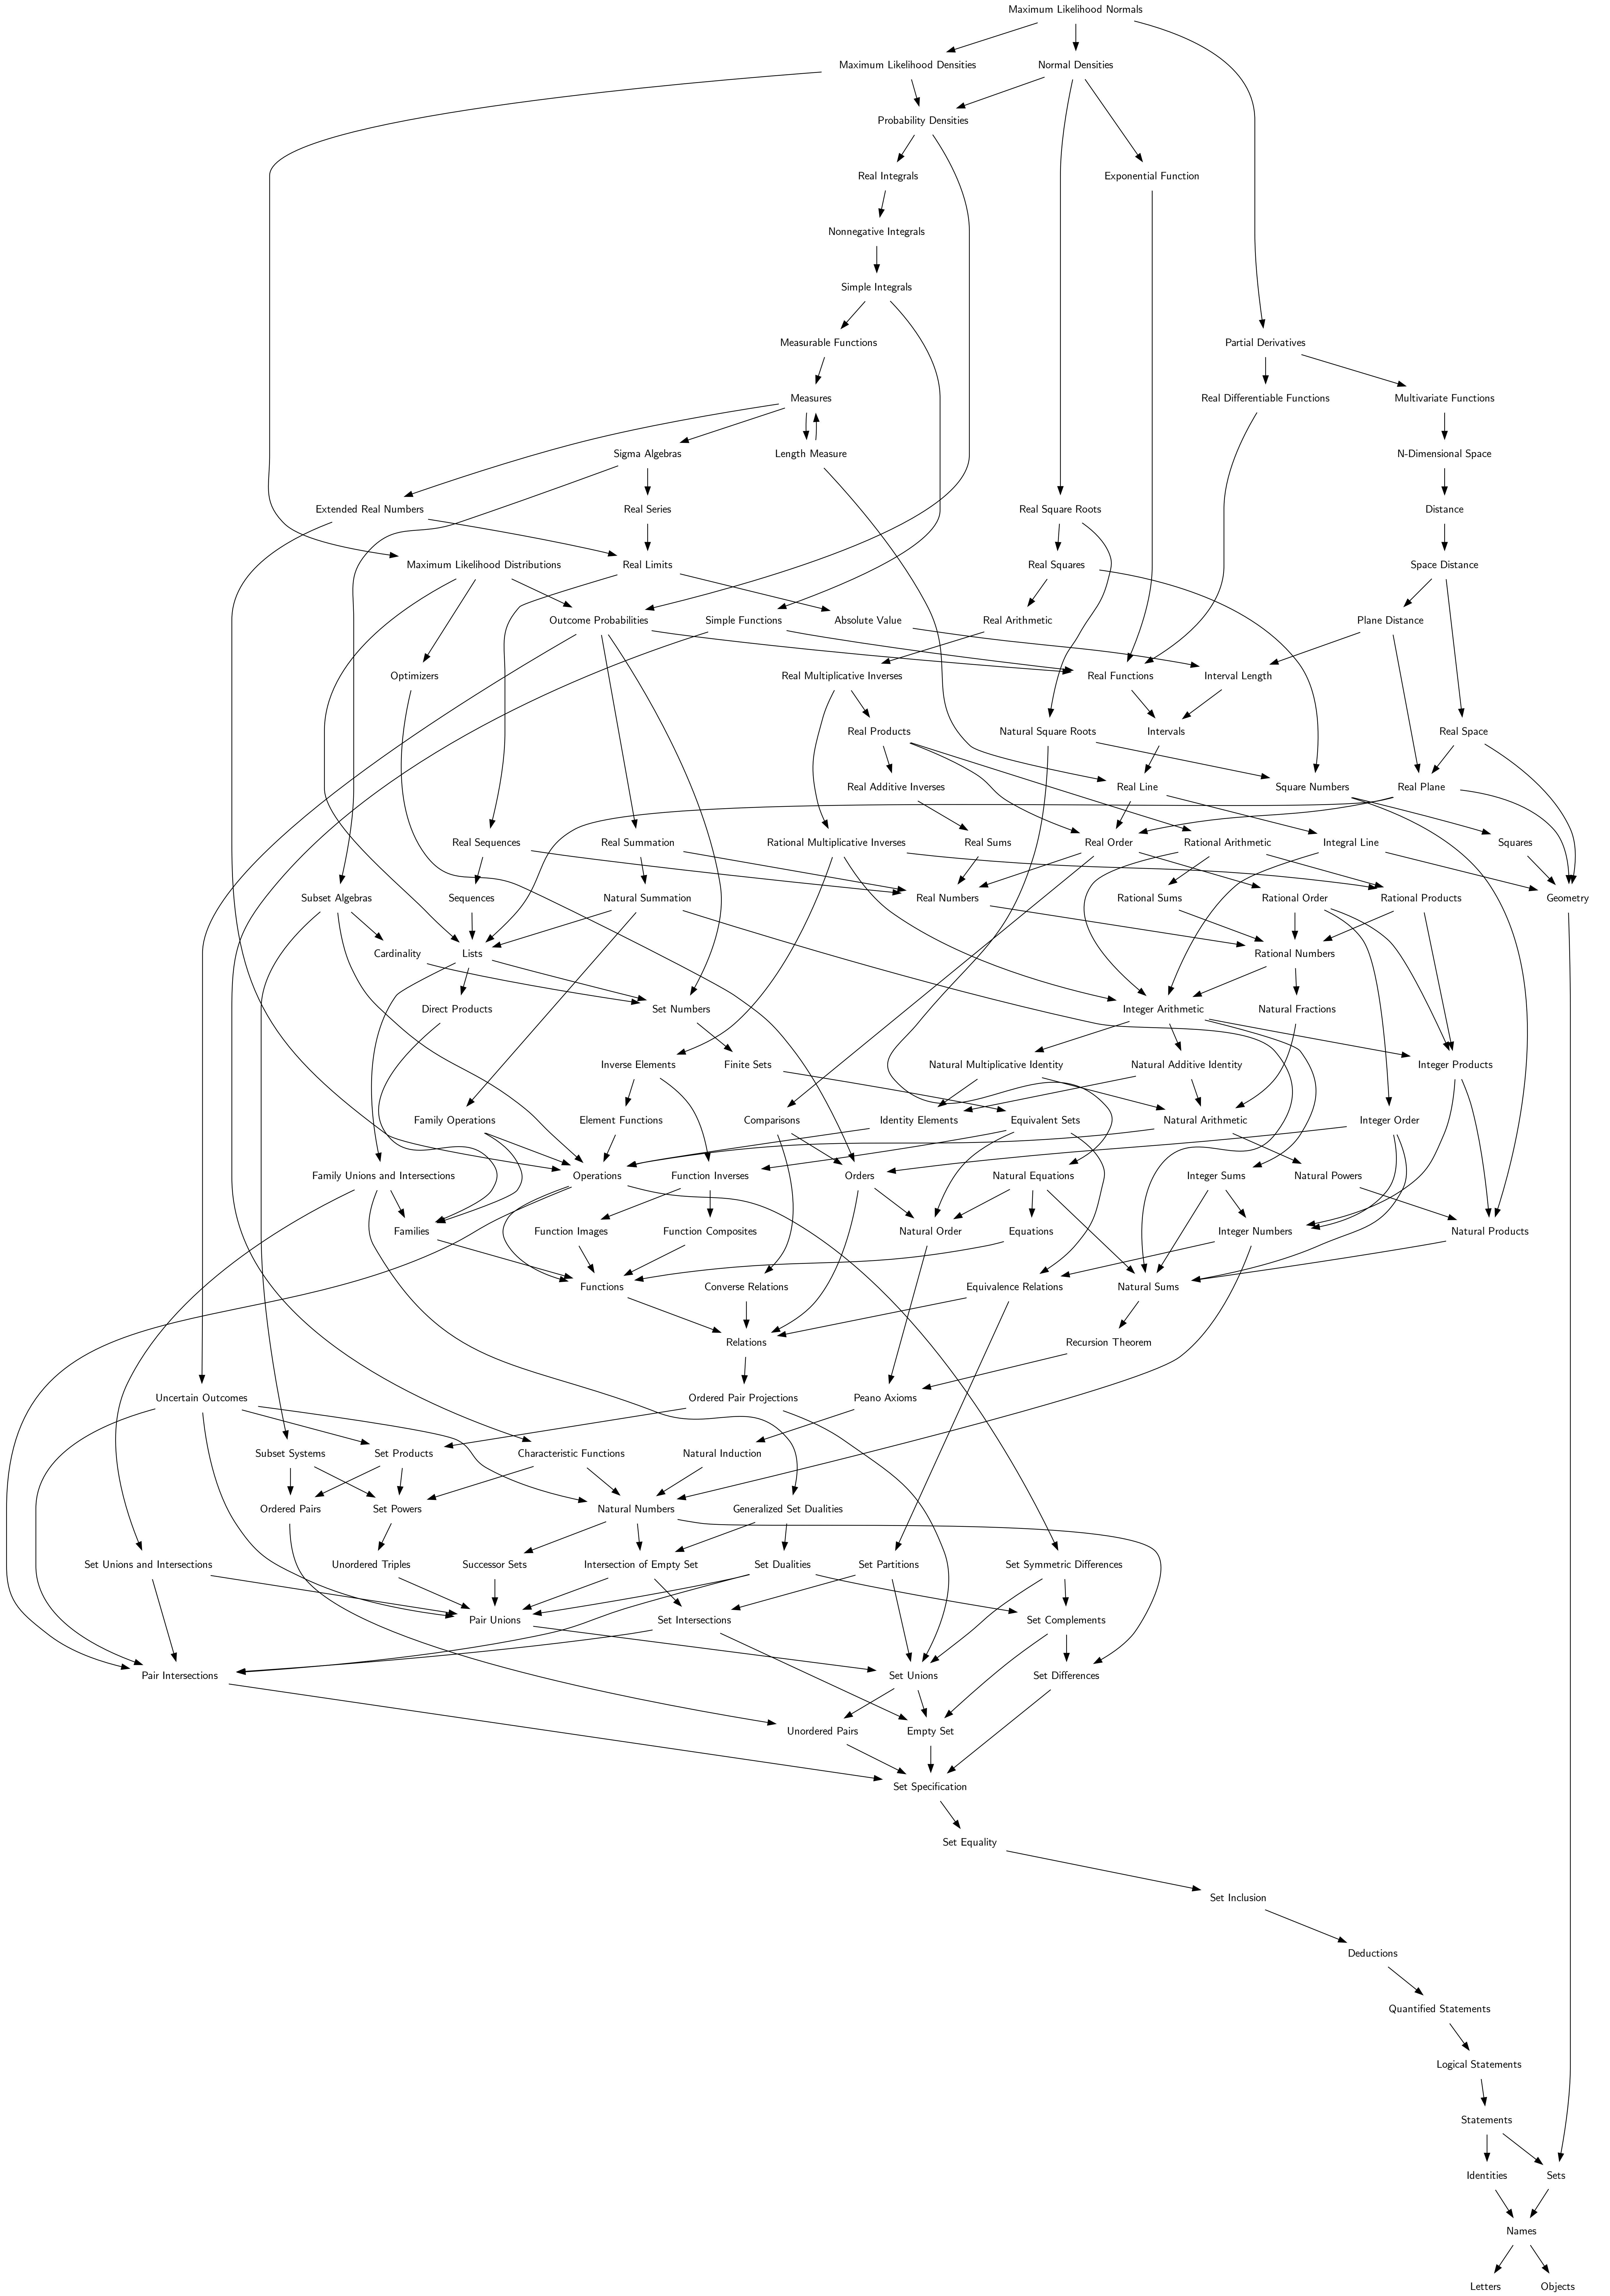 Maximum Likelihood Normals
Maximum Likelihood Densities
Normal Densities
Probability Densities
Real Integrals
Exponential Function
Nonnegative Integrals
Simple Integrals
Measurable Functions
Partial Derivatives
Measures
Real Differentiable Functions
Multivariate Functions
Sigma Algebras
Length Measure
N-Dimensional Space
Extended Real Numbers
Real Series
Real Square Roots
Distance
Maximum Likelihood Distributions
Real Limits
Real Squares
Space Distance
Outcome Probabilities
Simple Functions
Absolute Value
Real Arithmetic
Plane Distance
Optimizers
Real Multiplicative Inverses
Real Functions
Interval Length
Real Products
Natural Square Roots
Intervals
Real Space
Real Additive Inverses
Real Line
Square Numbers
Real Plane
Real Sequences
Real Summation
Rational Multiplicative Inverses
Real Sums
Real Order
Rational Arithmetic
Integral Line
Squares
Subset Algebras
Sequences
Natural Summation
Real Numbers
Rational Sums
Rational Order
Rational Products
Geometry
Cardinality
Lists
Rational Numbers
Direct Products
Set Numbers
Integer Arithmetic
Natural Fractions
Inverse Elements
Finite Sets
Natural Multiplicative Identity
Natural Additive Identity
Integer Products
Family Operations
Element Functions
Comparisons
Identity Elements
Equivalent Sets
Natural Arithmetic
Integer Order
Family Unions and Intersections
Operations
Function Inverses
Orders
Natural Equations
Integer Sums
Natural Powers
Families
Function Images
Function Composites
Natural Order
Equations
Integer Numbers
Natural Products
Functions
Converse Relations
Equivalence Relations
Natural Sums
Relations
Recursion Theorem
Uncertain Outcomes
Ordered Pair Projections
Peano Axioms
Subset Systems
Set Products
Characteristic Functions
Natural Induction
Ordered Pairs
Set Powers
Natural Numbers
Generalized Set Dualities
Set Unions and Intersections
Unordered Triples
Successor Sets
Intersection of Empty Set
Set Dualities
Set Partitions
Set Symmetric Differences
Pair Unions
Set Intersections
Set Complements
Pair Intersections
Set Unions
Set Differences
Unordered Pairs
Empty Set
Set Specification
Set Equality
Set Inclusion
Deductions
Quantified Statements
Logical Statements
Statements
Identities
Sets
Names
Letters
Objects